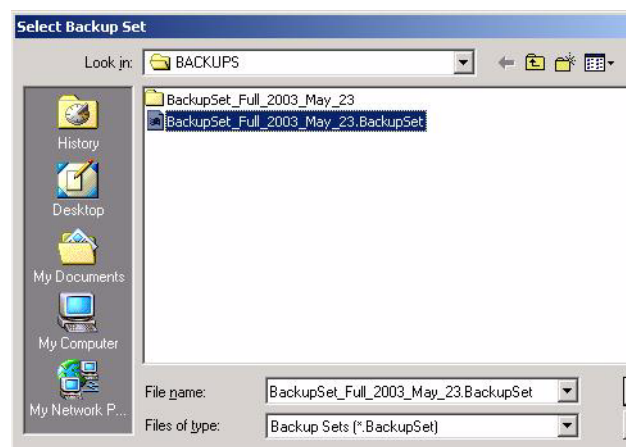 Select Backup Set
Look in: BACKUPS
BackupSet_Full_2003_May_23
BackupSet_Full_2003_May_23.BackupSet
History
Desktop
My Documents
My Computer
My Network P...
File name: BackupSet_Full_2003_May_23.BackupSet
Files of type: Backup Sets (*.BackupSet)